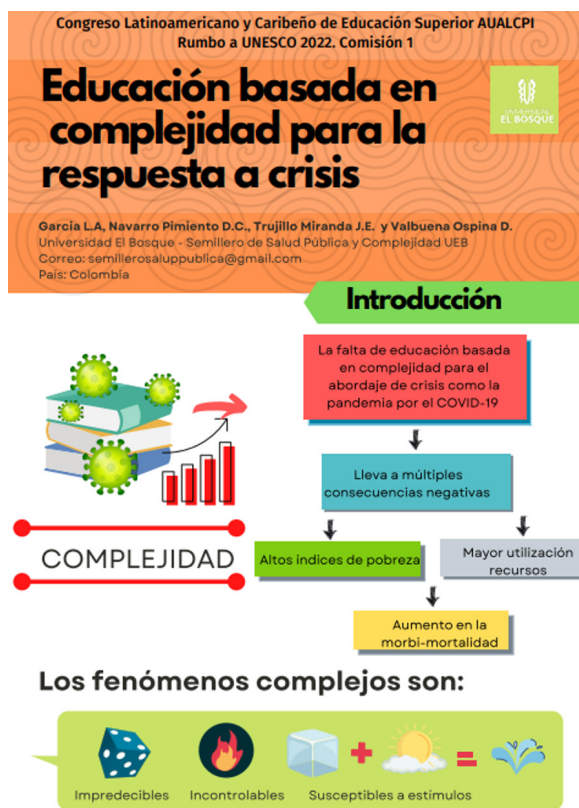 Congreso Latinoamericano y Caribeño de Educación Superior AUALCPI
Rumbo a UNESCO 2022. Comisión 1
Educación basada en
complejidad para la
respuesta a crisis
UNIVERSIDAD
EL BOSQUE
García L.A, Navarro Pimiento D.C., Trujillo Miranda J.E. y Valbuena Ospina D.
Universidad El Bosque - Semillero de Salud Pública y Complejidad UEB
Correo: semillerosaluppublica@gmail.com
País: Colombia
Introducción
La falta de educación basada
en complejidad para el
abordaje de crisis como la
pandemia por el COVID-19
Lleva a múltiples
consecuencias negativas
COMPLEJIDAD
Altos indices de pobreza
Mayor utilización
recursos
Aumento en la
morbi-mortalidad
Los fenómenos complejos son:
Impredecibles
Incontrolables
Susceptibles a estímulos